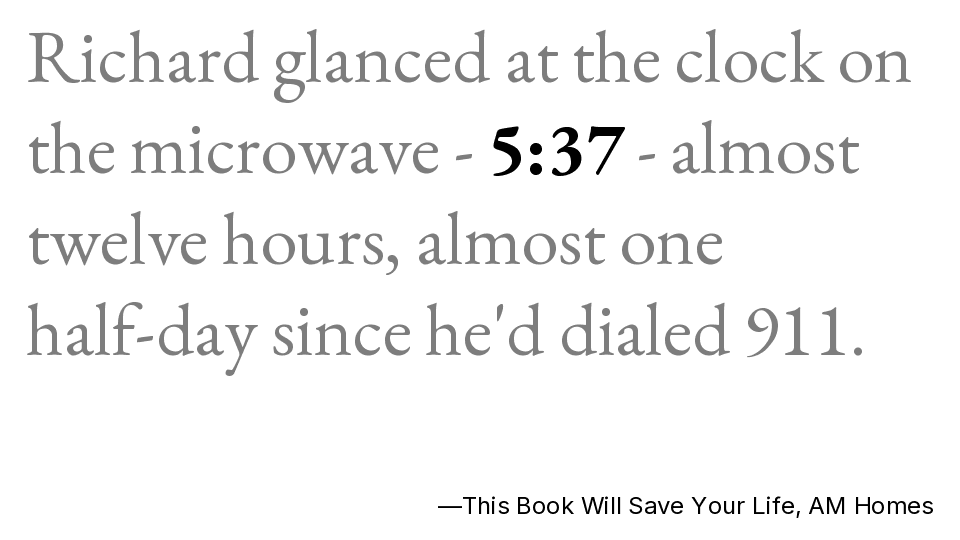 Richard glanced at the clock on
the microwave - 5:37 - almost
twelve hours, almost one
half-day since he'd dialed 911.
—This Book Will Save Your Life, AM Homes